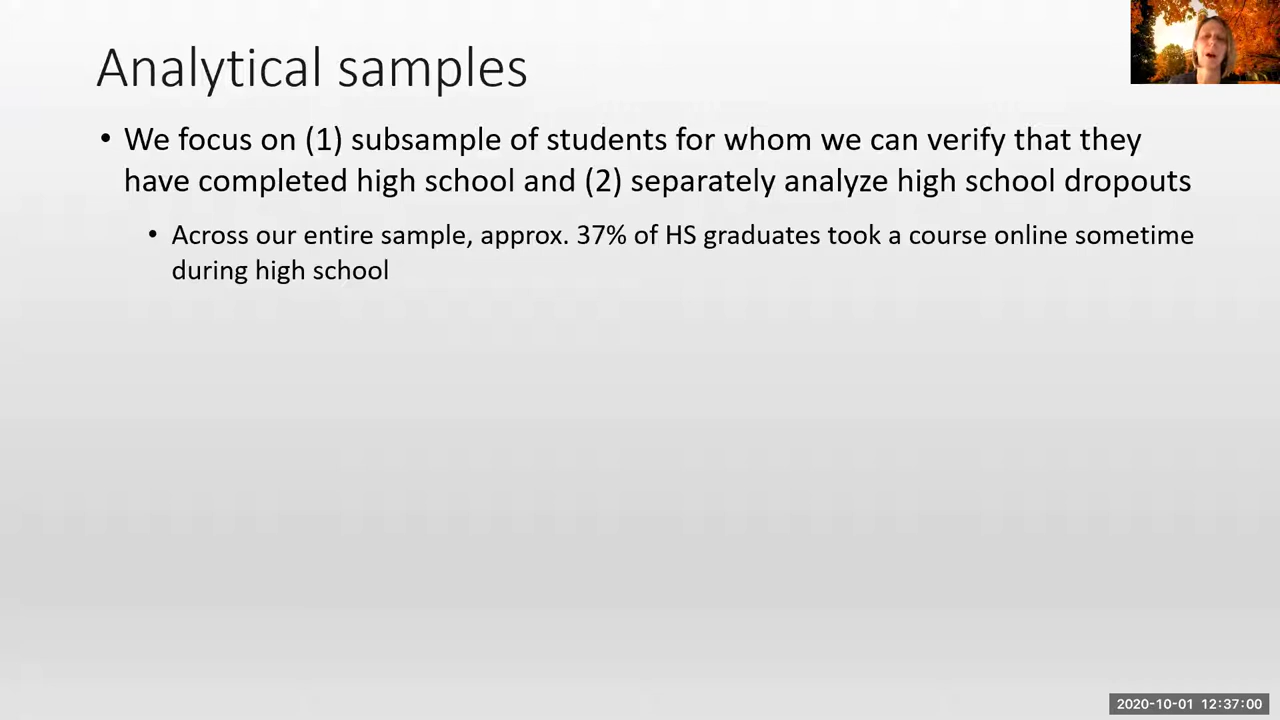 Analytical samples
• We focus on (1) subsample of students for whom we can verify that they
have completed high school and (2) separately analyze high school dropouts
• Across our entire sample, approx. 37% of HS graduates took a course online sometime
during high school
2020-10-01 12:37:00